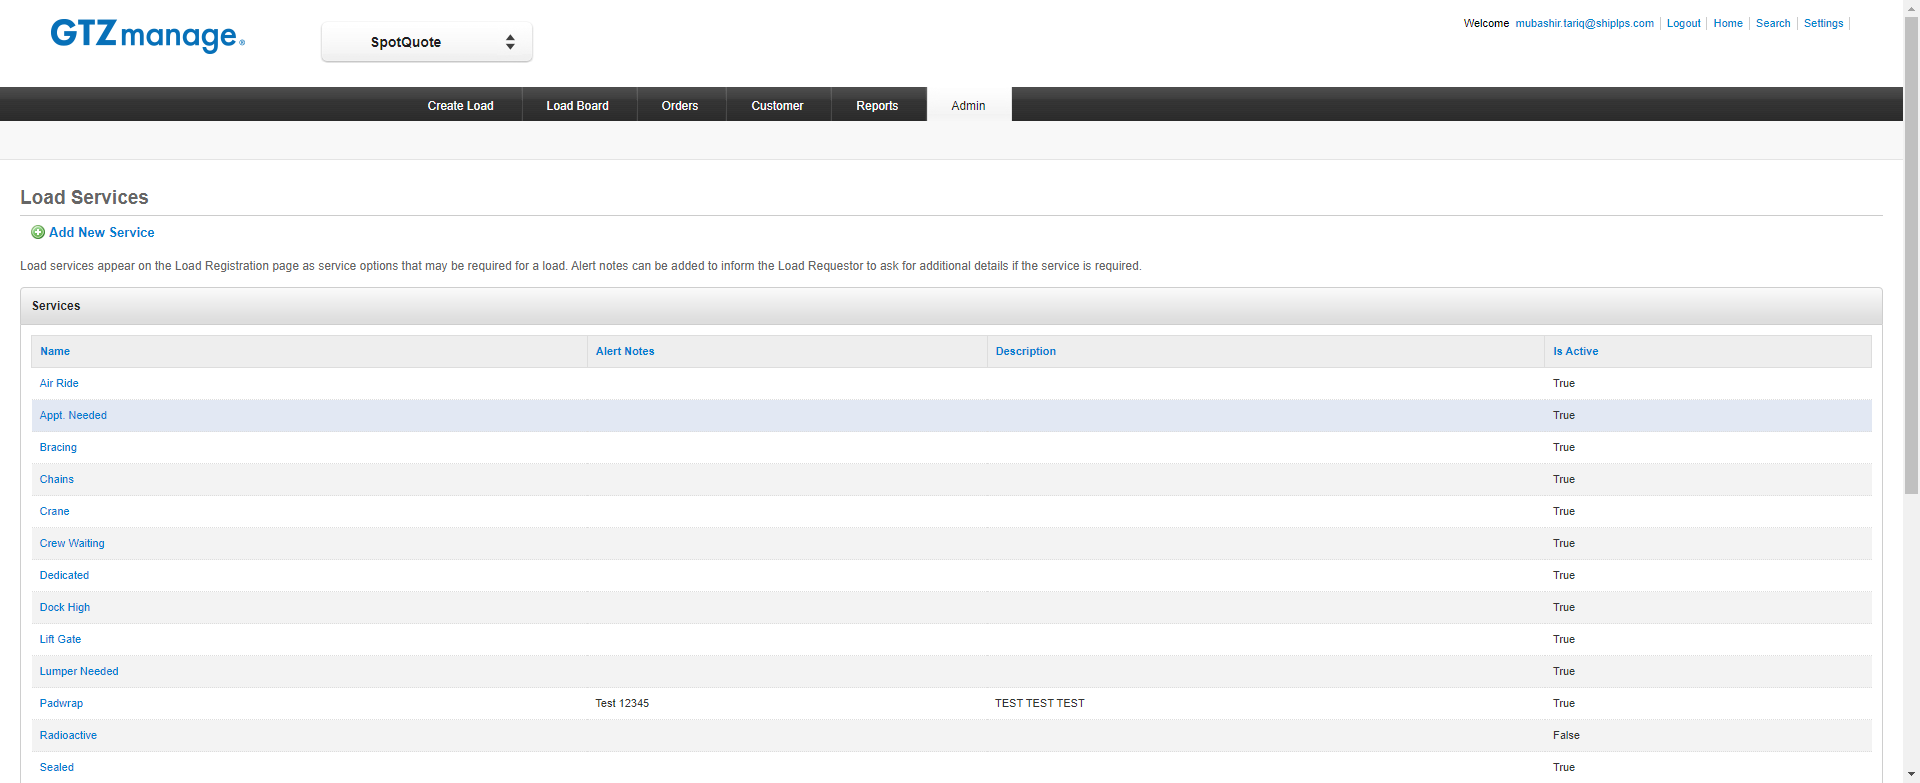 GTZmanage®
SpotQuote
Welcome mubashir.tariq@shiplps.com Logout Home Search Settings
Create Load Load Board Orders Customer Reports Admin
Load Services
Add New Service
Load services appear on the Load Registration page as service options that may be required for a load. Alert notes can be added to inform the Load Requestor to ask for additional details if the service is required.
Services
Name Alert Notes Description Is Active
Air Ride True
Appt. Needed True
Bracing True
Chains True
Crane True
Crew Waiting True
Dedicated True
Dock High True
Lift Gate True
Lumper Needed True
Padwrap Test 12345 TEST TEST TEST True
Radioactive False
Sealed True